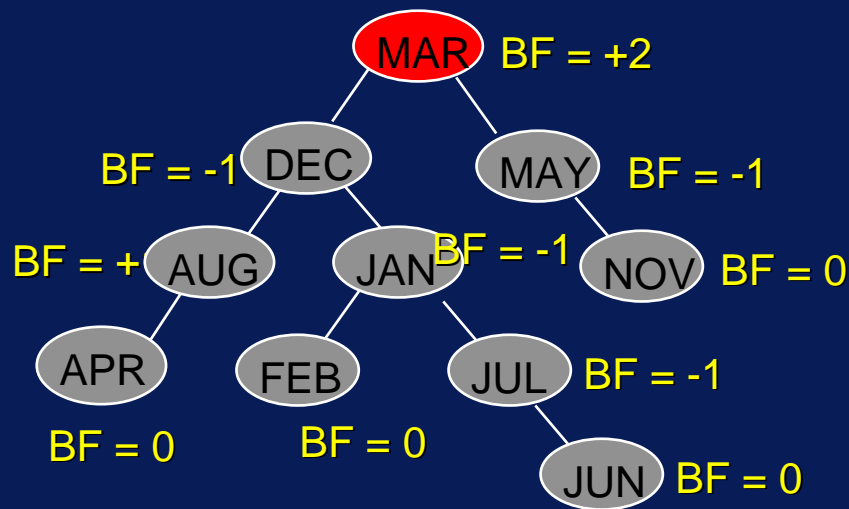 MAR BF = +2
BF = -1 DEC MAY BF = -1
BF = + AUG JAN BF = -1 NOV BF = 0
APR FEB JUL BF = -1
BF = 0 BF = 0
JUN BF = 0